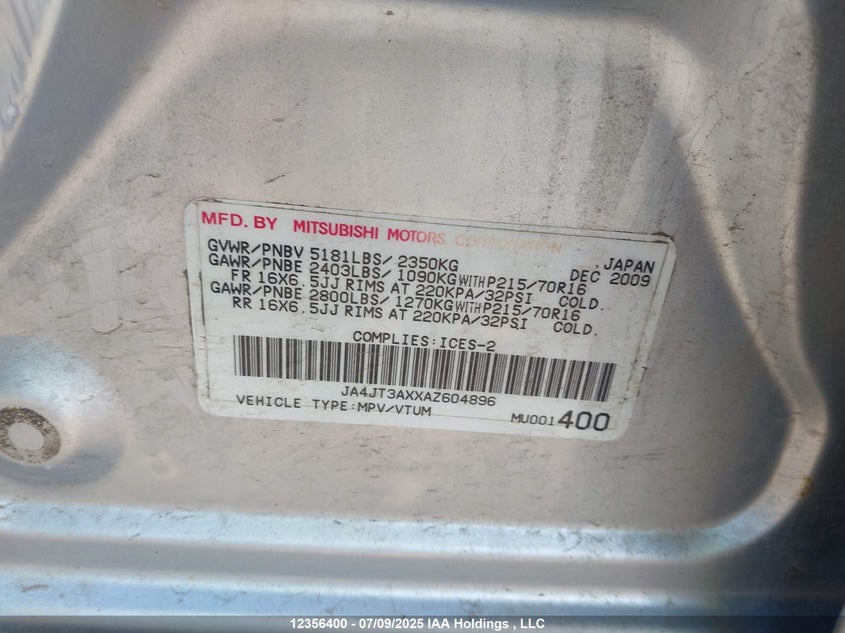 MFD. BY MITSUBISHI MOTORS CORPORATION
GVWR/PNBV 5181LBS/ 2350KG JAPAN
GAWR/PNBE 2403LBS/ 1090KG WITH P215/70R16 DEC 2009
FR 16X6.5JJ RIMS AT 220KPA/32PSI COLD.
GAWR/PNBE 2800LBS/ 1270KG WITH P215/70R16
RR 16X6.5JJ RIMS AT 220KPA/32PSI COLD.
COMPLIES:ICES-2
JA4JT3AXXAZ604896
VEHICLE TYPE:MPV/VTUM MU001400
12356400 - 07/09/2025 IAA Holdings , LLC